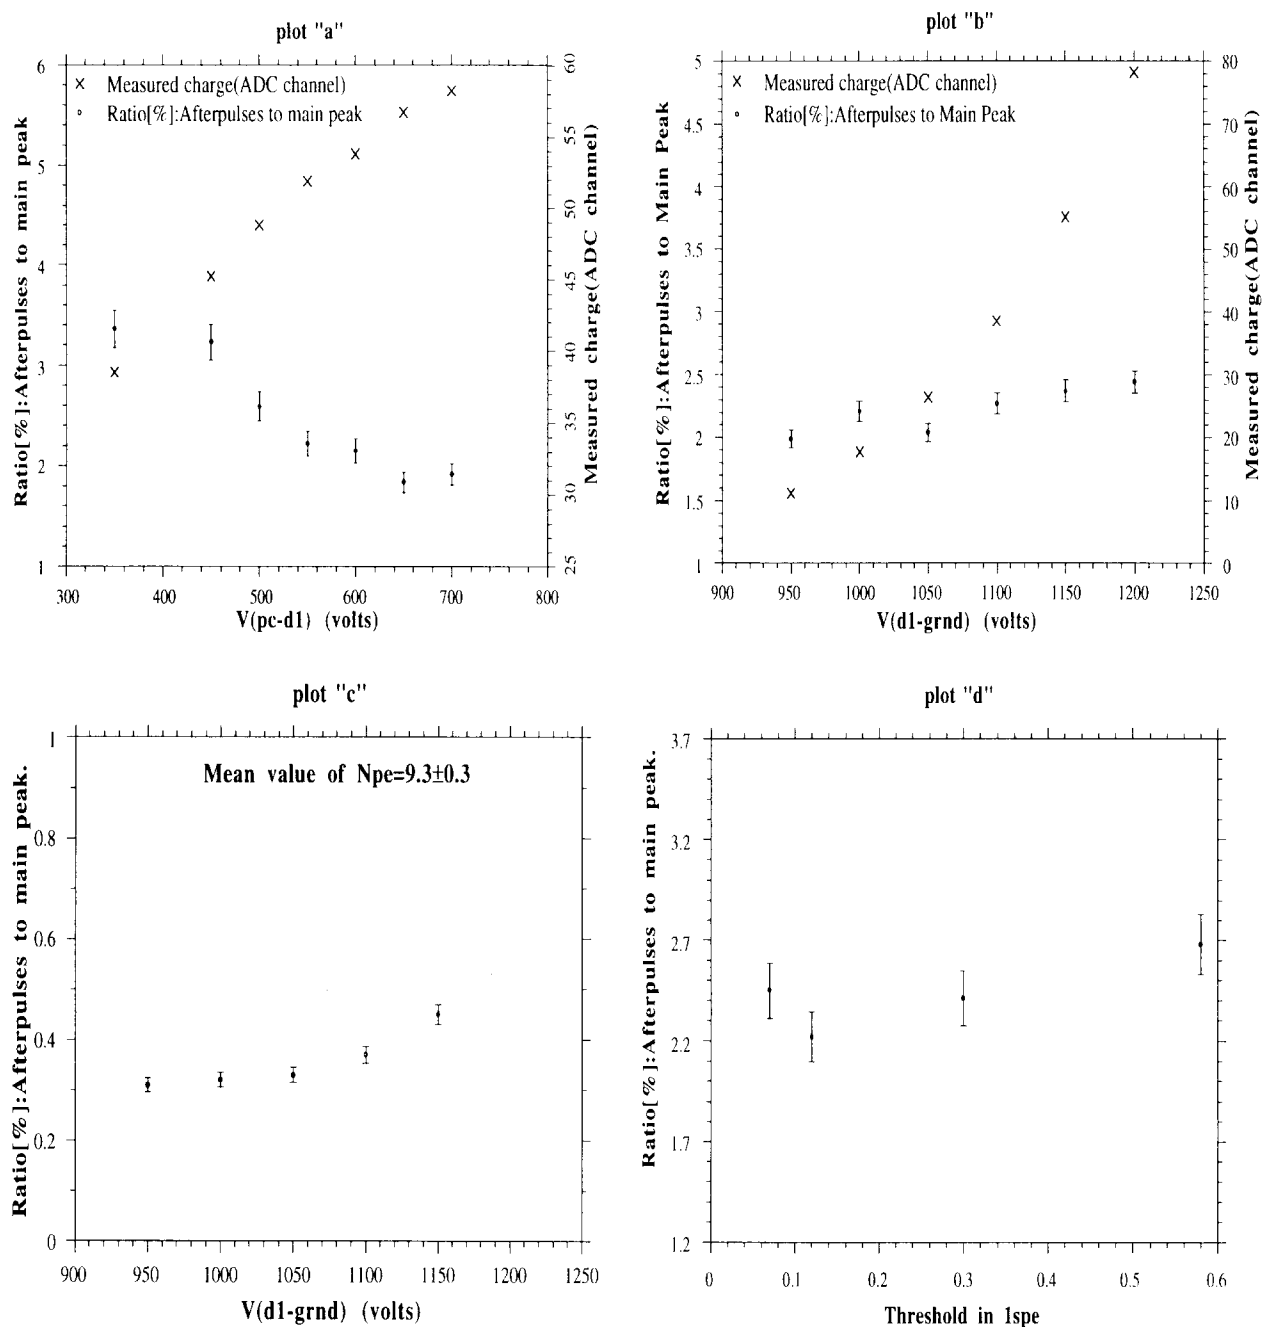 plot "a"
6
5
4
3
2
1
Ratio[%]:Afterpulses to main peak
X Measured charge(ADC channel)
Ratio[%]:Afterpulses to main peak
60
55
50
45
40
35
30
25
Measured charge(ADC channel)
300 400 500 600 700 800
V(pc-d1) (volts)
plot "b"
5
4.5
4
3.5
3
2.5
2
1.5
1
Ratio[%]:Afterpulses to Main Peak
X Measured charge(ADC channel)
Ratio[%]:Afterpulses to Main Peak
80
70
60
50
40
30
20
10
0
Measured charge(ADC channel)
900 950 1000 1050 1100 1150 1200 1250
V(d1-grnd) (volts)
plot "c"
1
0.8
0.6
0.4
0.2
0
Ratio[%]:Afterpulses to main peak.
Mean value of Npe=9.3±0.3
900 950 1000 1050 1100 1150 1200 1250
V(d1-grnd) (volts)
plot "d"
3.7
3.2
2.7
2.2
1.7
1.2
Ratio[%]:Afterpulses to main peak.
0 0.1 0.2 0.3 0.4 0.5 0.6
Threshold in 1spe